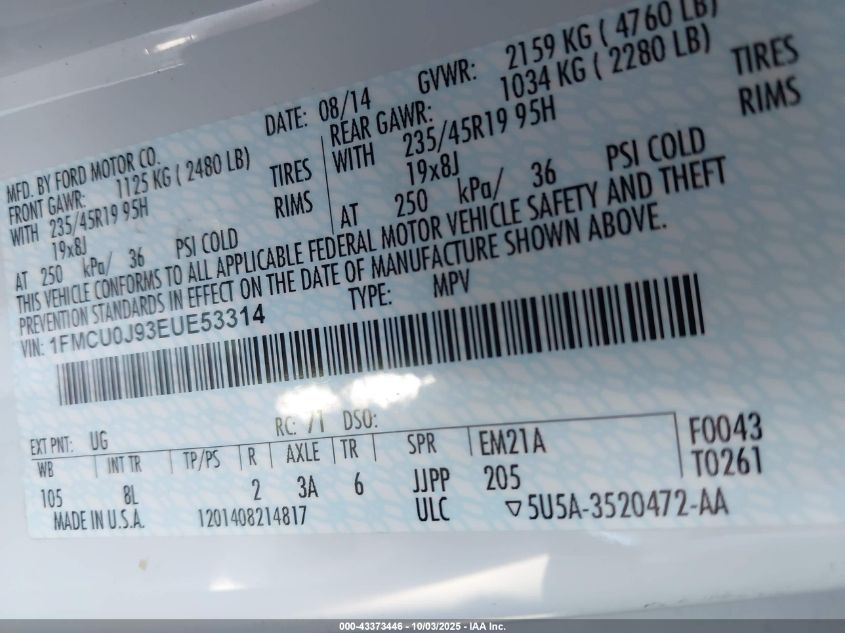 MFD. BY FORD MOTOR CO. DATE: 08/14 GVWR: 2159 KG ( 4760 LB)
FRONT GAWR: 1125 KG ( 2480 LB) REAR GAWR: 1034 KG ( 2280 LB)
WITH 235/45R19 95H TIRES WITH 235/45R19 95H TIRES
19x8J RIMS 19x8J RIMS
AT 250 kPa/ 36 PSI COLD AT 250 kPa/ 36 PSI COLD
THIS VEHICLE CONFORMS TO ALL APPLICABLE FEDERAL MOTOR VEHICLE SAFETY AND THEFT
PREVENTION STANDARDS IN EFFECT ON THE DATE OF MANUFACTURE SHOWN ABOVE.
VIN: 1FMCU0J93EUE53314 TYPE: MPV
EXT PNT: UG RC: 71 DSO:
WB INT TR TP/PS R AXLE TR SPR EM21A F0043
105 8L 2 3A 6 JJPP 205 T0261
MADE IN U.S.A. 1201408214817 ULC ▽5U5A-3520472-AA
000-43373446 - 10/03/2025 - IAA Inc.